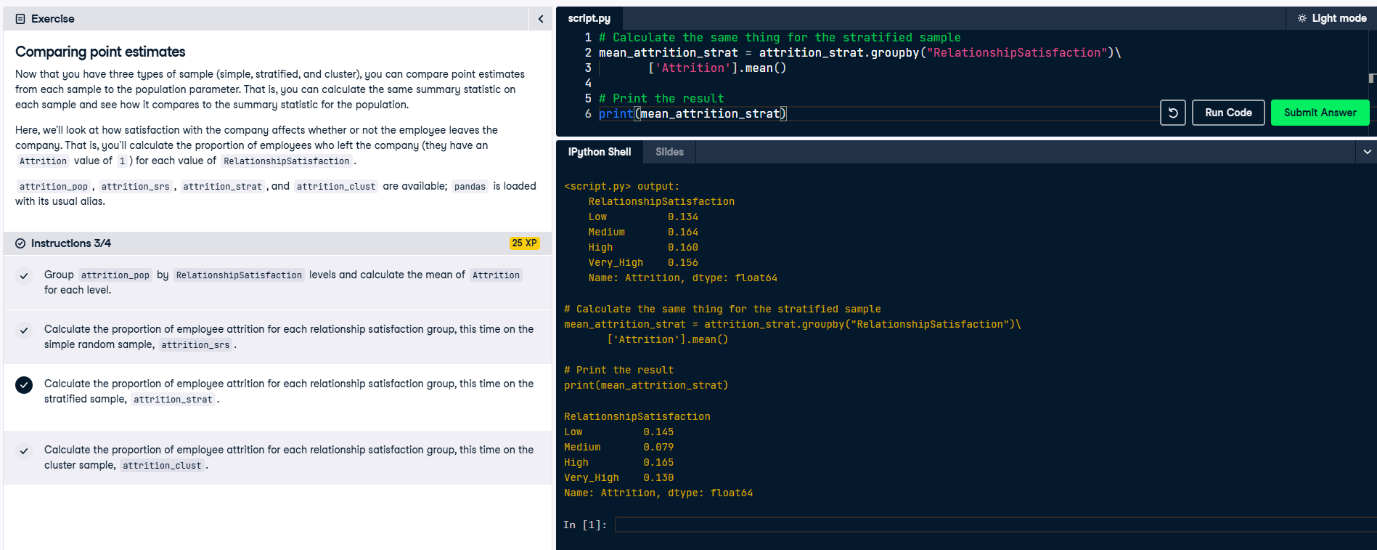 Exercise
Comparing point estimates
Now that you have three types of sample (simple, stratified, and cluster), you can compare point estimates
from each sample to the population parameter. That is, you can calculate the same summary statistic on
each sample and see how it compares to the summary statistic for the population.
Here, we'll look at how satisfaction with the company affects whether or not the employee leaves the
company. That is, you'll calculate the proportion of employees who left the company (they have an
Attrition value of 1) for each value of RelationshipSatisfaction.
attrition_pop, attrition_srs, attrition_strat, and attrition_clust are available; pandas is loaded
with its usual alias.
Instructions 3/4
25 XP
Group attrition_pop by RelationshipSatisfaction levels and calculate the mean of Attrition
for each level.
Calculate the proportion of employee attrition for each relationship satisfaction group, this time on the
simple random sample, attrition_srs.
Calculate the proportion of employee attrition for each relationship satisfaction group, this time on the
stratified sample, attrition_strat.
Calculate the proportion of employee attrition for each relationship satisfaction group, this time on the
cluster sample, attrition_clust.
script.py
Light mode
1 # Calculate the same thing for the stratified sample
2 mean_attrition_strat = attrition_strat.groupby("RelationshipSatisfaction")\
3 ['Attrition'].mean()
4
5 # Print the result
6 print(mean_attrition_strat)
Run Code
Submit Answer
IPython Shell
Slides
<script.py> output:
RelationshipSatisfaction
Low 0.134
Medium 0.164
High 0.160
Very_High 0.156
Name: Attrition, dtype: float64
# Calculate the same thing for the stratified sample
mean_attrition_strat = attrition_strat.groupby("RelationshipSatisfaction")\
['Attrition'].mean()
# Print the result
print(mean_attrition_strat)
RelationshipSatisfaction
Low 0.145
Medium 0.079
High 0.165
Very_High 0.130
Name: Attrition, dtype: float64
In [1]: